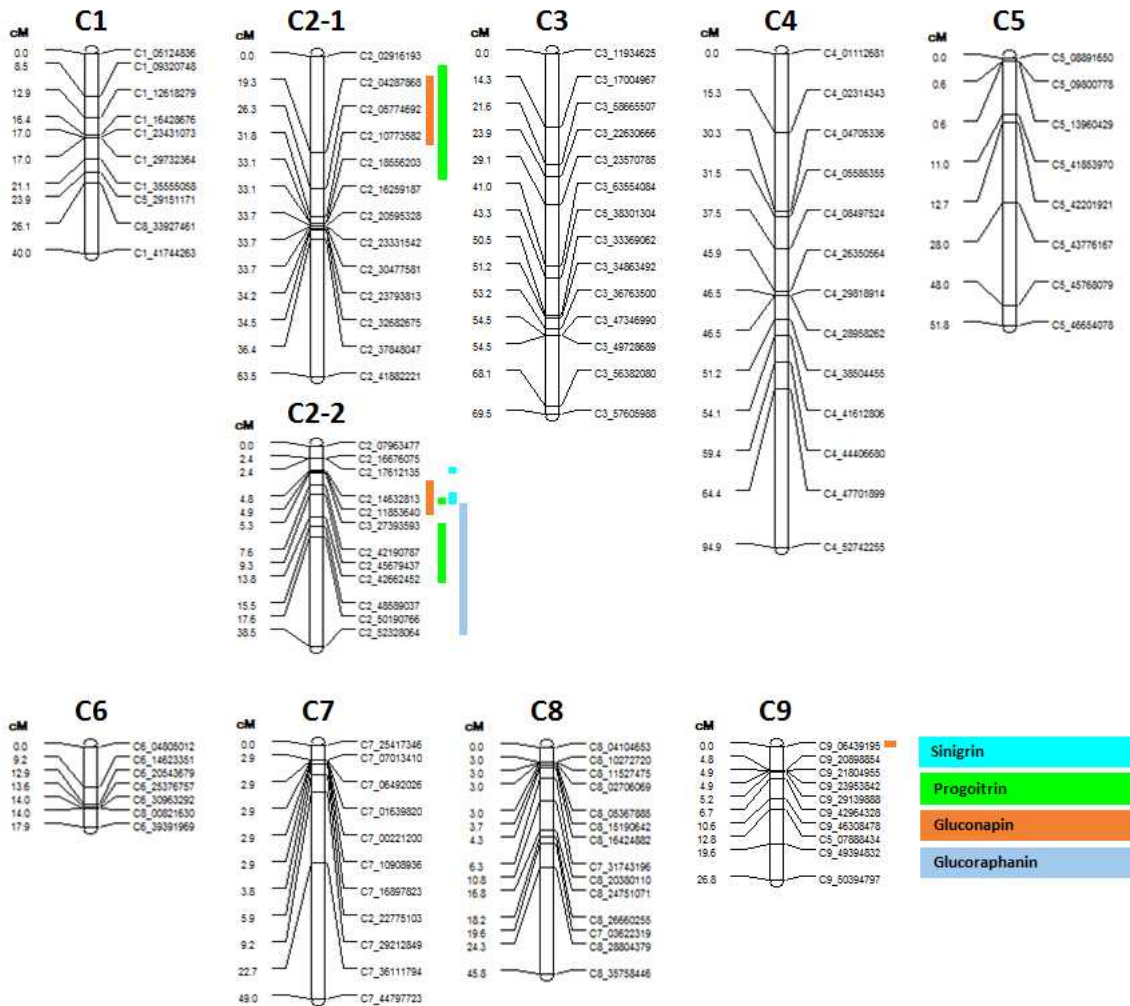 C1
cM
0.0 C1_05124836
8.5 C1_09320748
12.9 C1_12618279
16.4 C1_16428676
17.0 C1_23431073
17.0 C1_29732364
21.1 C1_35555058
23.9 C5_29151171
26.1 C8_33927461
40.0 C1_41744263
C2-1
cM
0.0 C2_02916193
19.3 C2_04287868
26.3 C2_06774692
31.8 C2_10773582
33.1 C2_18556203
33.1 C2_16259187
33.7 C2_20595328
33.7 C2_23331542
33.7 C2_30477581
34.2 C2_23793813
34.5 C2_32682675
36.4 C2_37848047
63.5 C2_41882221
C2-2
cM
0.0 C2_07963477
2.4 C2_16676075
2.4 C2_17612135
4.8 C2_14632813
4.9 C2_11853640
5.3 C3_27393593
7.6 C2_42190787
9.3 C2_45679437
13.8 C2_42662452
15.5 C2_48589037
17.6 C2_50190766
38.5 C2_52328064
C3
cM
0.0 C3_11934625
14.3 C3_17004967
21.6 C3_58665507
23.9 C3_22630666
29.1 C3_23570785
41.0 C3_63554084
43.3 C5_38301304
50.5 C3_33369062
51.2 C3_34863492
53.2 C3_36763500
54.5 C3_47346990
54.5 C3_49728689
68.1 C3_56382080
69.5 C3_57605988
C4
cM
0.0 C4_01112681
15.3 C4_02314343
30.3 C4_04705336
31.5 C4_05585355
37.5 C4_08497524
45.9 C4_26350564
46.5 C4_29818914
46.5 C4_28958262
51.2 C4_38504455
54.1 C4_41612806
59.4 C4_44406680
64.4 C4_47701899
94.9 C4_52742255
C5
cM
0.0 C5_08891650
0.6 C5_09800778
0.6 C5_13960429
11.0 C5_41853970
12.7 C5_42201921
28.0 C5_43776167
48.0 C5_45768079
51.8 C5_46654078
C6
cM
0.0 C6_04805012
9.2 C6_14623351
12.9 C6_20543679
13.6 C6_25376757
14.0 C6_30963292
14.0 C8_00821630
17.9 C6_39391969
C7
cM
0.0 C7_25417346
2.9 C7_07013410
2.9 C7_06492026
2.9 C7_01639820
2.9 C7_00221200
2.9 C7_10908936
3.8 C7_16897823
5.9 C2_22775103
9.2 C7_29212849
22.7 C7_36111794
49.0 C7_44797723
C8
cM
0.0 C8_04104653
3.0 C8_10272720
3.0 C8_11527475
3.0 C8_02706069
3.0 C8_05367885
3.7 C8_15190642
4.3 C8_16424882
6.3 C7_31743196
10.8 C8_20380110
16.8 C8_24751071
18.2 C8_26660255
19.6 C7_03622319
24.3 C8_28804379
45.8 C8_35758446
C9
cM
0.0 C9_06439195
4.8 C9_20898854
4.9 C9_21804955
4.9 C9_23953842
5.2 C9_29139888
6.7 C9_42964328
10.6 C9_46308478
12.8 C5_07888434
19.6 C9_49394832
26.8 C9_50394797
Sinigrin
Progoitrin
Gluconapin
Glucoraphanin